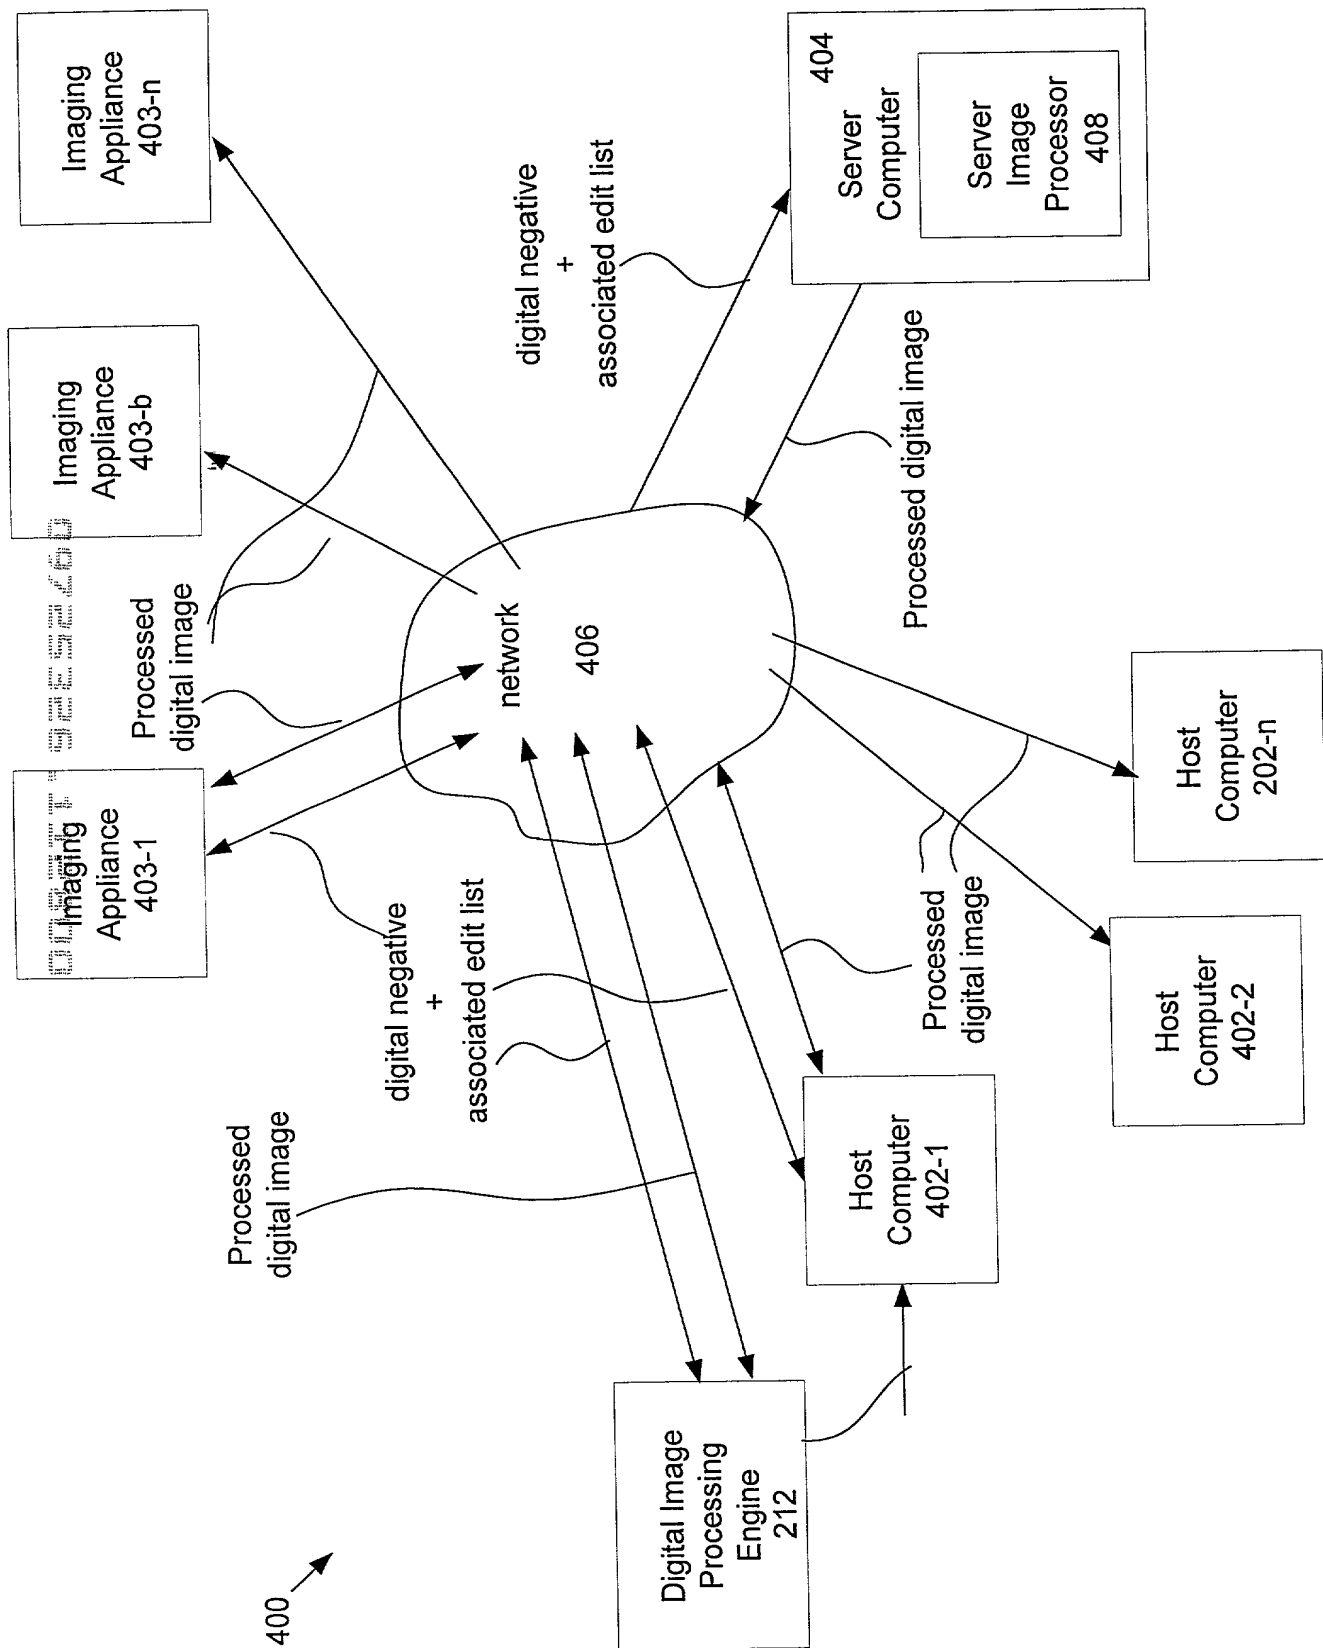 400
Digital Image
Processing
Engine
212
Processed
digital image
Host
Computer
402-1
Host
Computer
402-2
Host
Computer
202-n
Processed
digital image
digital negative
+
associated edit list
Imaging
Appliance
403-1
Processed
digital image
network
406
Processed digital image
Imaging
Appliance
403-b
digital negative
+
associated edit list
Imaging
Appliance
403-n
404
Server
Computer
Server
Image
Processor
408